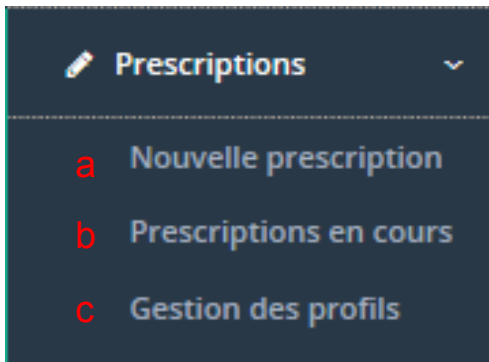 Prescriptions
a Nouvelle prescription
b Prescriptions en cours
c Gestion des profils